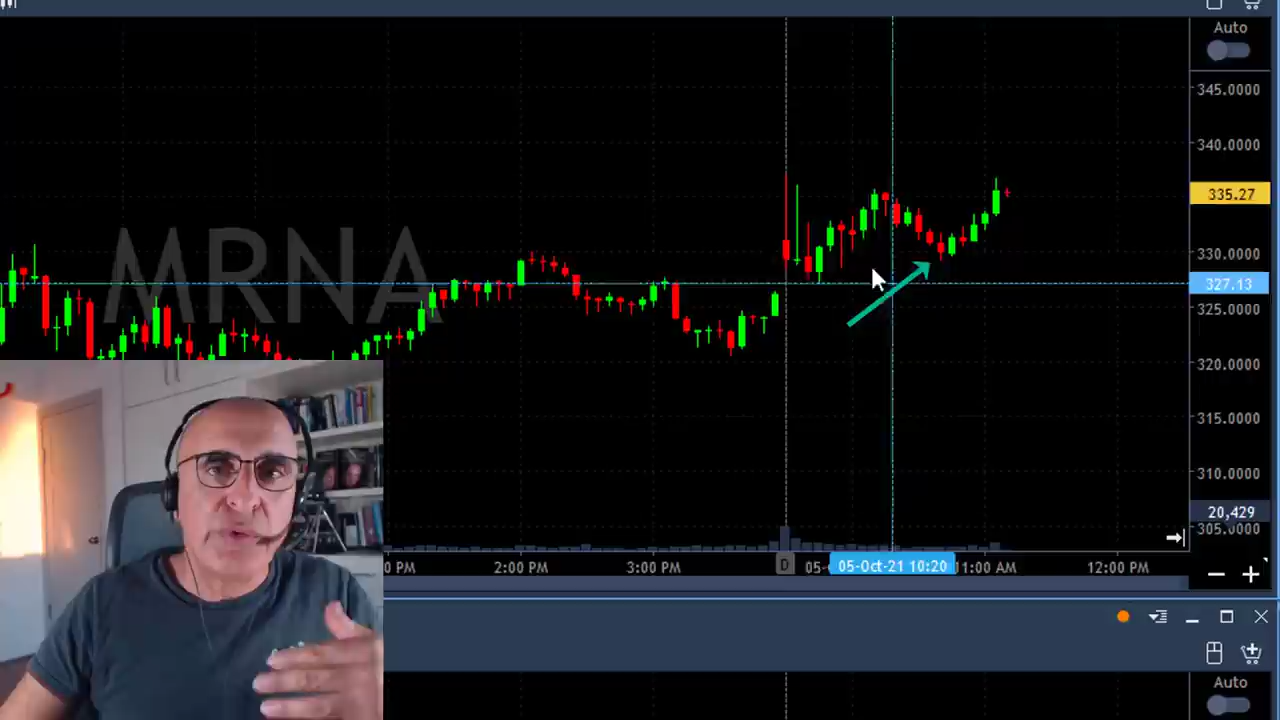 Auto
345.0000
340.0000
335.27
330.0000
327.13
325.0000
320.0000
315.0000
310.0000
20,429
305.0000
MRNA
PM
2:00 PM
3:00 PM
D
05-
05-Oct-21 10:20
11:00 AM
12:00 PM
Auto